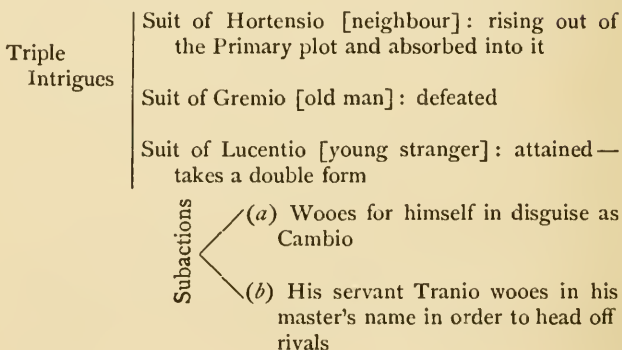 Triple
Intrigues
Suit of Hortensio [neighbour]: rising out of
the Primary plot and absorbed into it
Suit of Gremio [old man]: defeated
Suit of Lucentio [young stranger]: attained—
takes a double form
Subactions
(a) Wooes for himself in disguise as
Cambio
(b) His servant Tranio wooes in his
master's name in order to head off
rivals